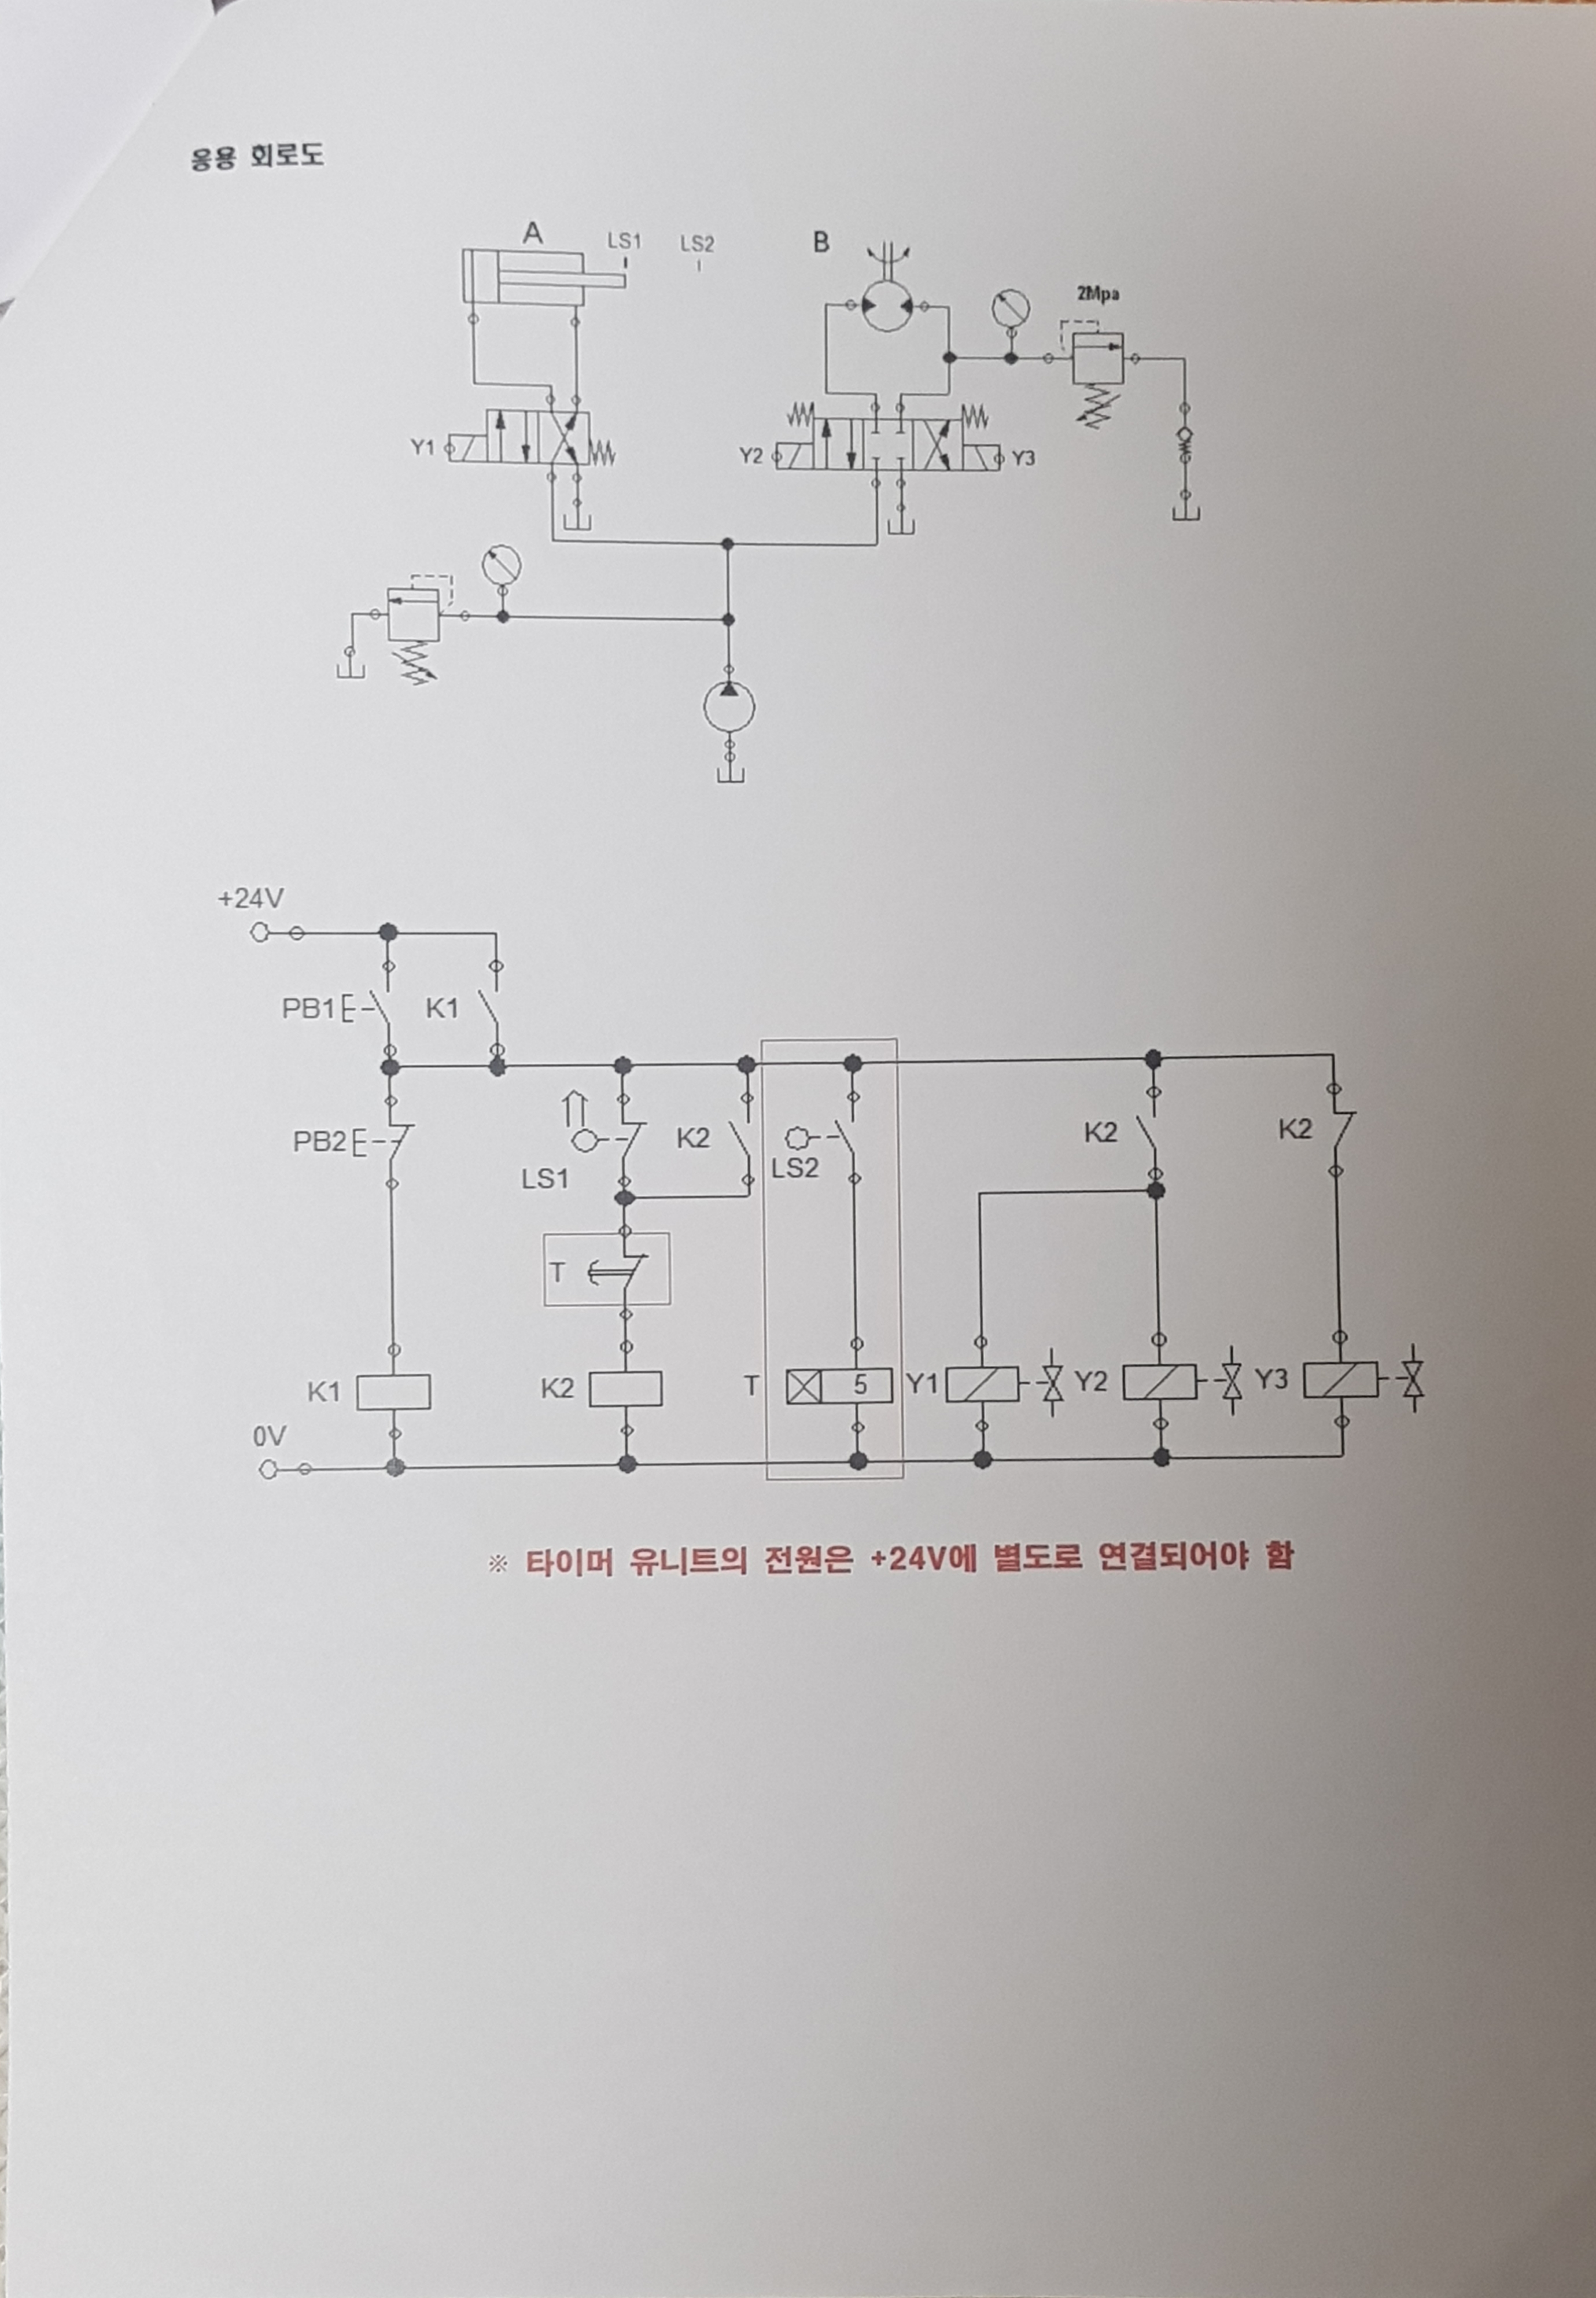 응용 회로도
A
LS1
LS2
B
2Mpa
Y1
Y2
Y3
+24V
PB1
K1
PB2
LS1
K2
LS2
K2
K2
T
K1
K2
T
5
Y1
Y2
Y3
0V
※ 타이머 유니트의 전원은 +24V에 별도로 연결되어야 함